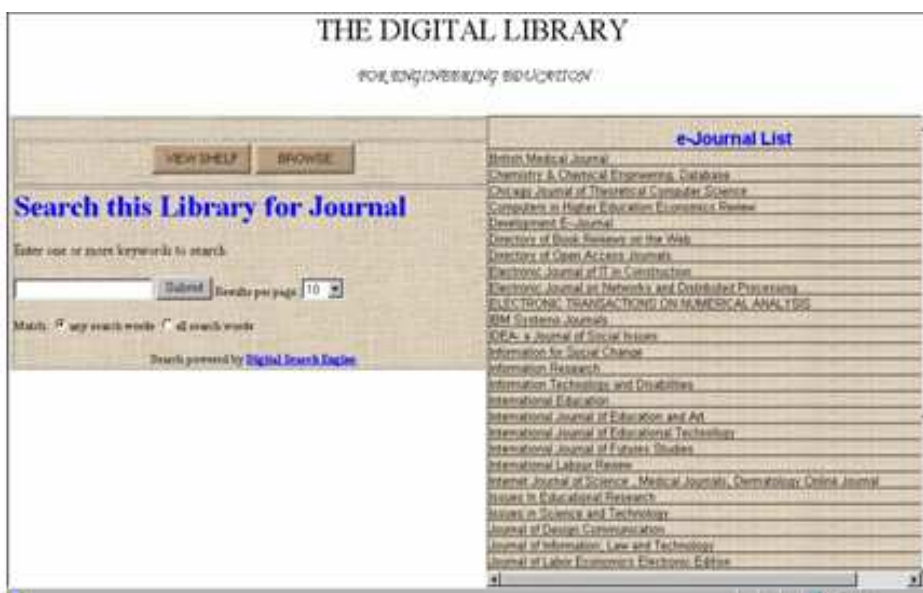 THE DIGITAL LIBRARY
FOR ENGINEERING EDUCATION
VIEW SHELF BROWSE
Search this Library for Journal
Enter one or more keywords to search
Submit Results per page 10
Match: any search words all search words
Search powered by Digital Search Engine
e-Journal List
British Medical Journal
Chemistry & Chemical Engineering, Database
Chicago Journal of Theoretical Computer Science
Computers in Higher Education Economics Review
Development E-Journal
Directory of Book Reviews on the Web
Directory of Open Access Journals
Electronic Journal of IT in Construction
Electronic Journal on Networks and Distributed Processing
ELECTRONIC TRANSACTIONS ON NUMERICAL ANALYSIS
IBM Systems Journals
IDEA- a Journal of Social Issues
Information for Social Change
Information Research
Information Technology and Disabilities
International Education
International Journal of Education and Art
International Journal of Educational Technology
International Journal of Futures Studies
International Labour Review
Internet Journal of Science , Medical Journals, Dermatology Online Journal
Issues In Educational Research
Issues in Science and Technology
Journal of Design Communication
Journal of Information, Law and Technology
Journal of Labor Economics Electronic Edition